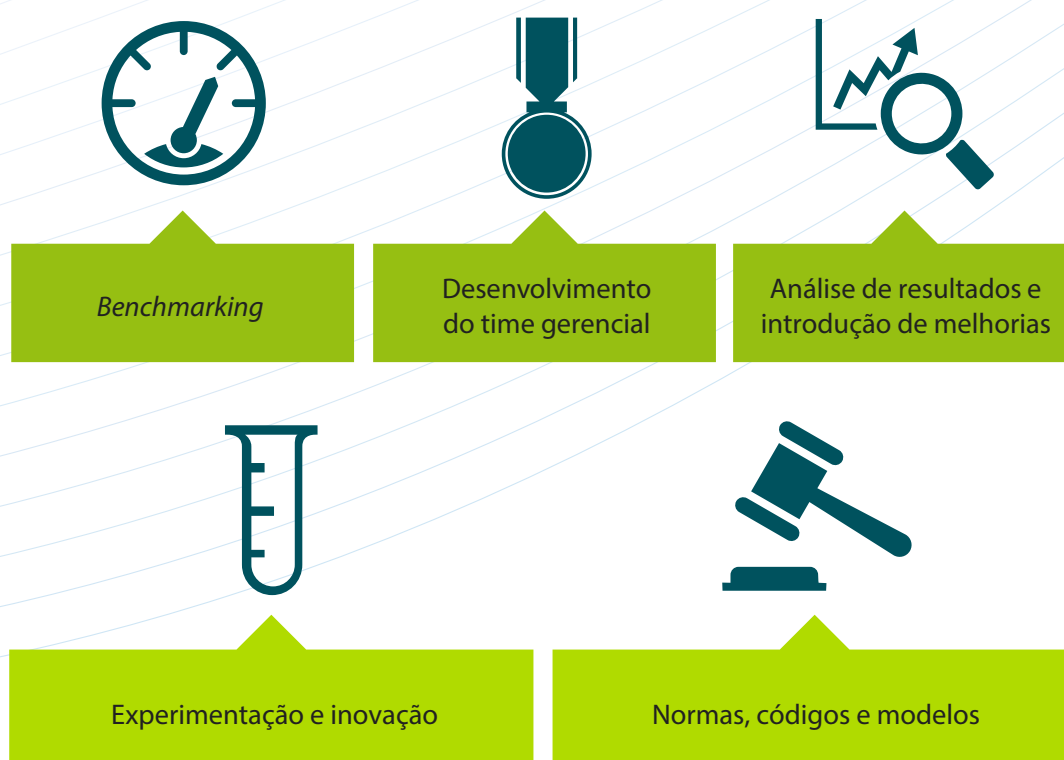 Benchmarking
Desenvolvimento
do time gerencial
Análise de resultados e
introdução de melhorias
Experimentação e inovação
Normas, códigos e modelos